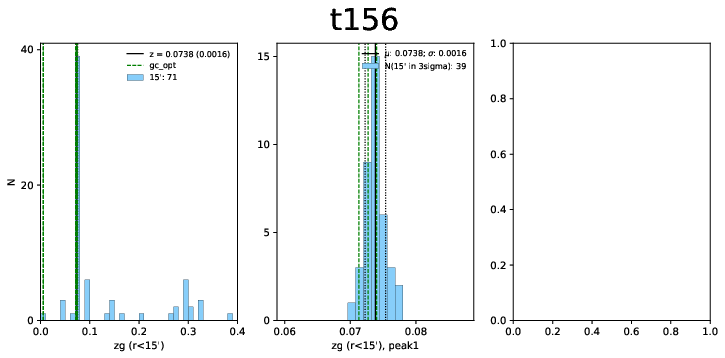 t156
40
20
0
N
0.0 0.1 0.2 0.3 0.4
zg (r<15')
z = 0.0738 (0.0016)
gc_opt
15': 71
15
10
5
0
0.06 0.07 0.08
zg (r<15'), peak1
μ: 0.0738; σ: 0.0016
N(15' in 3sigma): 39
1.0
0.8
0.6
0.4
0.2
0.0
0.0 0.2 0.4 0.6 0.8 1.0